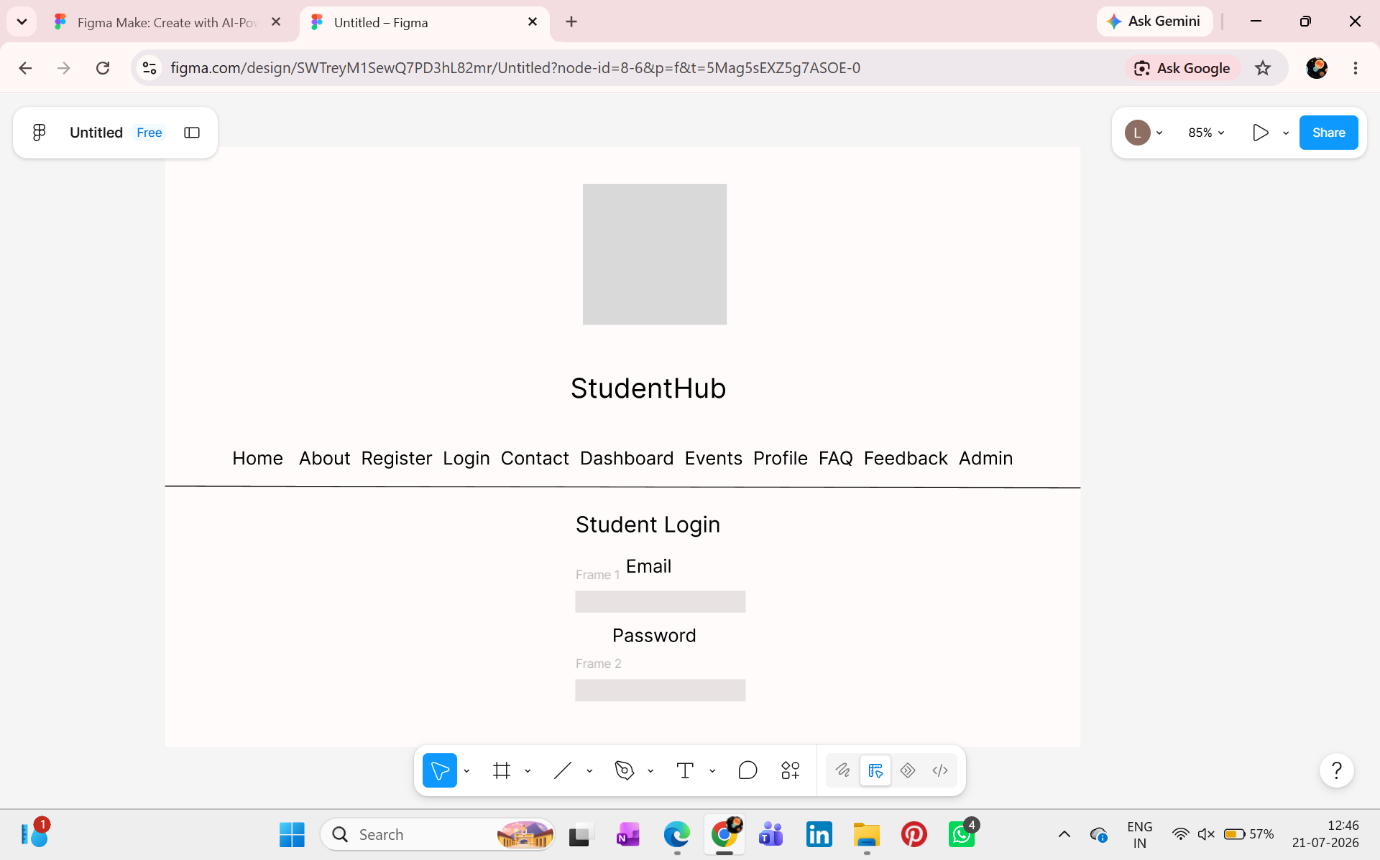 Figma Make: Create with AI-Pow
Untitled – Figma
Ask Gemini
figma.com/design/SWTreyM1SewQ7PD3hL82mr/Untitled?node-id=8-6&p=f&t=5Mag5sEXZ5g7ASOE-0
Ask Google
Untitled Free
L 85% Share
StudentHub
Home About Register Login Contact Dashboard Events Profile FAQ Feedback Admin
Student Login
Email
Frame 1
Password
Frame 2
T
?
1
Search
N
T
in
4
ENG
IN
57%
12:46
21-07-2026